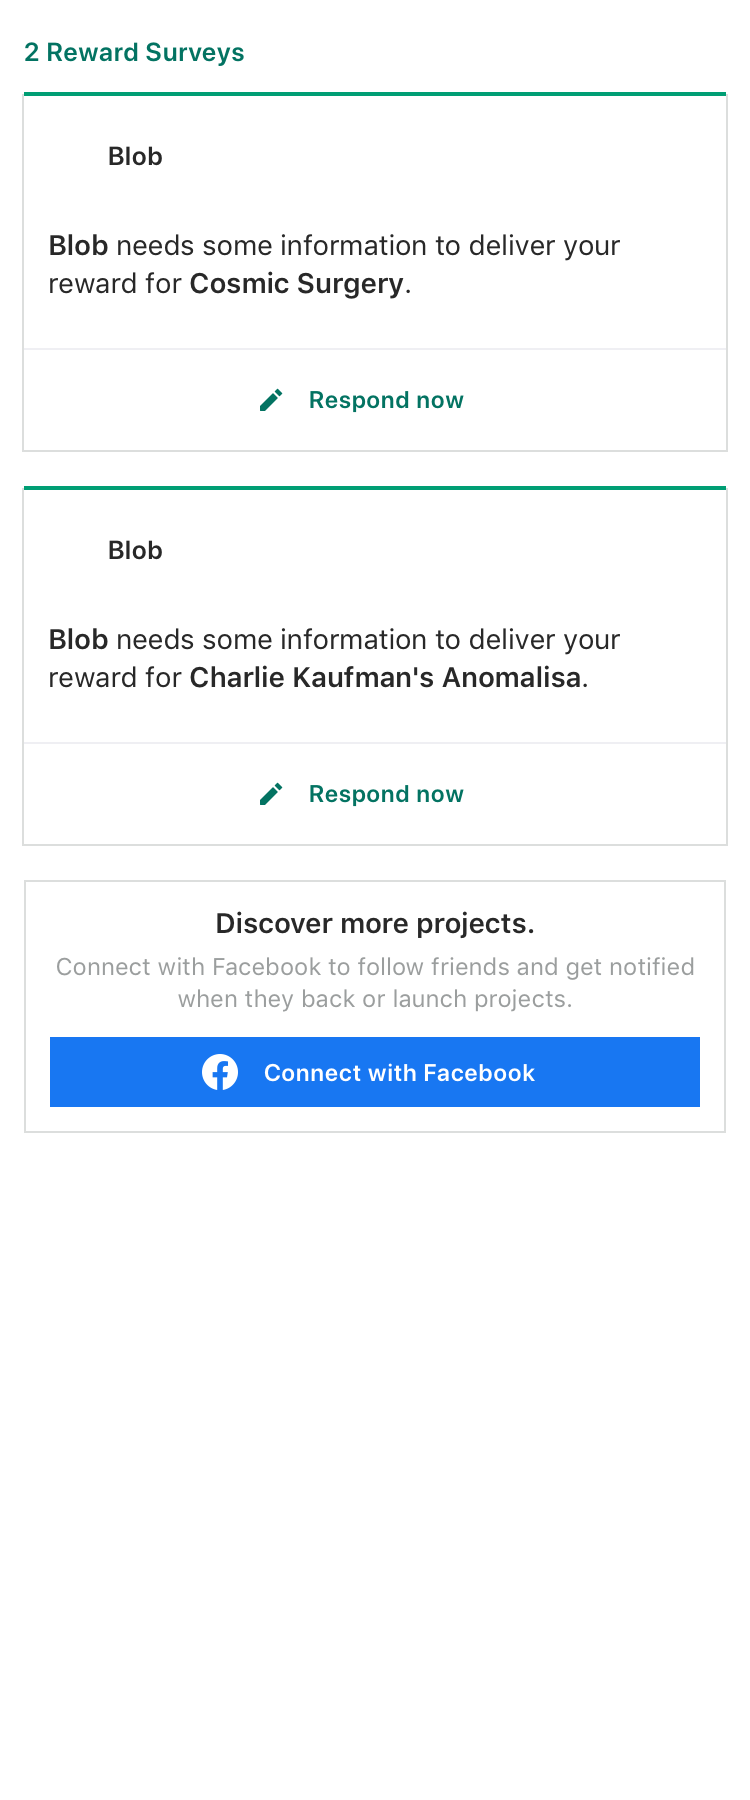 2 Reward Surveys
Blob
Blob needs some information to deliver your
reward for Cosmic Surgery.
Respond now
Blob
Blob needs some information to deliver your
reward for Charlie Kaufman's Anomalisa.
Respond now
Discover more projects.
Connect with Facebook to follow friends and get notified
when they back or launch projects.
Connect with Facebook